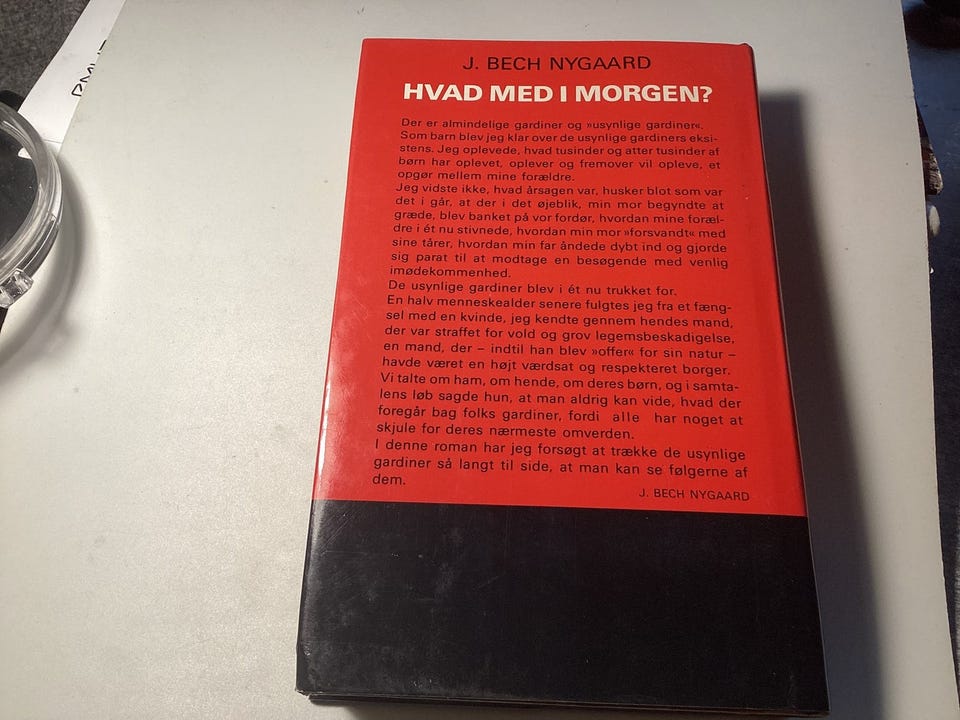 J. BECH NYGAARD
HVAD MED I MORGEN?
Der er almindelige gardiner og »usynlige gardiner«.
Som barn blev jeg klar over de usynlige gardiners eksi-
stens. Jeg oplevede, hvad tusinder og atter tusinder af
børn har oplevet, oplever og fremover vil opleve, et
opgør mellem mine forældre.
Jeg vidste ikke, hvad årsagen var, husker blot som var
det i går, at der i det øjeblik, min mor begyndte at
græde, blev banket på vor fordør, hvordan mine foræl-
dre i ét nu stivnede, hvordan min mor »forsvandt« med
sine tårer, hvordan min far åndede dybt ind og gjorde
sig parat til at modtage en besøgende med venlig
imødekommenhed.
De usynlige gardiner blev i ét nu trukket for.
En halv menneskealder senere fulgtes jeg fra et fæng-
sel med en kvinde, jeg kendte gennem hendes mand,
der var straffet for vold og grov legemsbeskadigelse,
en mand, der – indtil han blev »offer« for sin natur –
havde været en højt værdsat og respekteret borger.
Vi talte om ham, om hende, om deres børn, og i samta-
lens løb sagde hun, at man aldrig kan vide, hvad der
foregår bag folks gardiner, fordi alle har noget at
skjule for deres nærmeste omverden.
I denne roman har jeg forsøgt at trække de usynlige
gardiner så langt til side, at man kan se følgerne af
dem.
J. BECH NYGAARD